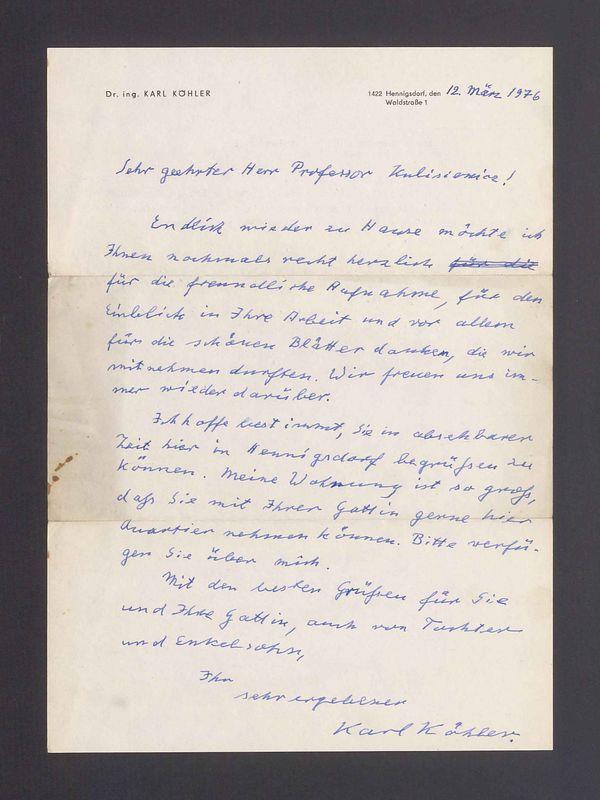 Dr. ing. KARL KÖHLER
1422 Hennigsdorf, den 12. März 1976
Waldstraße 1
Sehr geehrter Herr Professor Kulisiewicz!
Endlich wieder zu Hause möchte ich
Ihnen nochmals recht herzlich für die
für die freundliche Aufnahme, für den
Einblick in Ihre Arbeit und vor allem
für die schönen Blätter danken, die wir
mitnehmen durften. Wir freuen uns im-
mer wieder darüber.
Ich hoffe bestimmt, Sie in absehbarer
Zeit hier in Hennigsdorf begrüßen zu
können. Meine Wohnung ist so groß,
daß Sie mit Ihrer Gattin gerne hier
Quartier nehmen können. Bitte verfü-
gen Sie über mich.
Mit den besten Grüßen für Sie
und Ihre Gattin, auch von Tochter
und Enkelsohn,
Ihr
sehr ergebener
Karl Köhler.